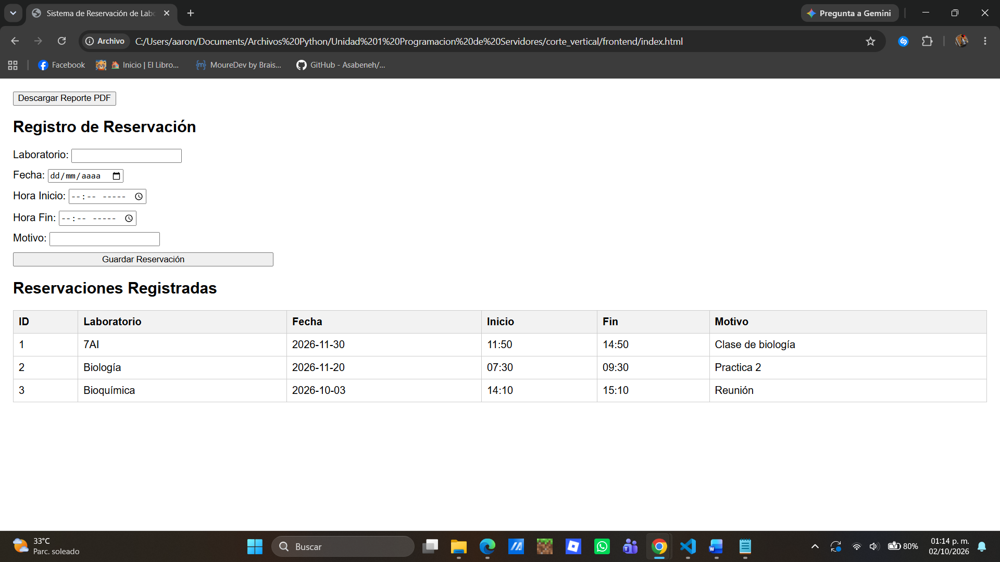 Sistema de Reservación de Lab
Pregunta a Gemini
Archivo
C:/Users/aaron/Documents/Archivos%20Python/Unidad%201%20Programacion%20de%20Servidores/corte_vertical/frontend/index.html
Facebook
Inicio | El Libro...
MoureDev by Brais...
GitHub - Asabeneh/...
Descargar Reporte PDF
Registro de Reservación
Laboratorio:
Fecha: dd/mm/aaaa
Hora Inicio: --:-- -----
Hora Fin: --:-- -----
Motivo:
Guardar Reservación
Reservaciones Registradas
ID Laboratorio Fecha Inicio Fin Motivo
1 7AI 2026-11-30 11:50 14:50 Clase de biología
2 Biología 2026-11-20 07:30 09:30 Practica 2
3 Bioquímica 2026-10-03 14:10 15:10 Reunión
33°C
Parc. soleado
Buscar
80%
01:14 p. m.
02/10/2026